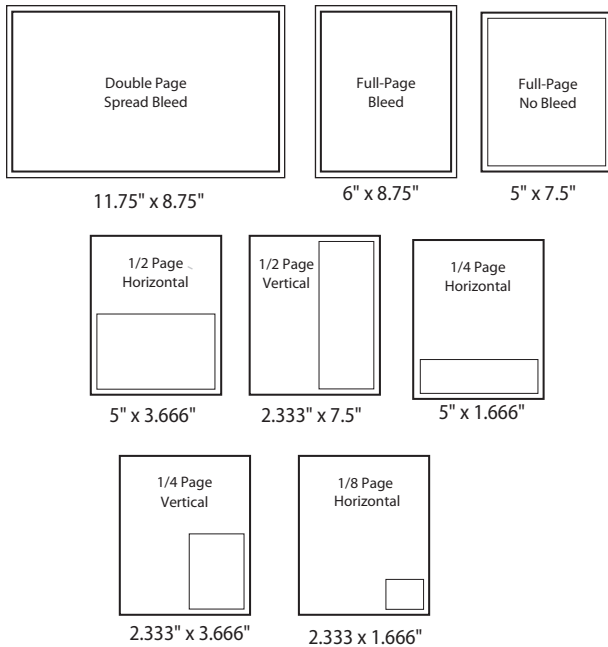 Double Page
Spread Bleed
11.75" x 8.75"
Full-Page
Bleed
6" x 8.75"
Full-Page
No Bleed
5" x 7.5"
1/2 Page
Horizontal
5" x 3.666"
1/2 Page
Vertical
2.333" x 7.5"
1/4 Page
Horizontal
5" x 1.666"
1/4 Page
Vertical
2.333" x 3.666"
1/8 Page
Horizontal
2.333 x 1.666"